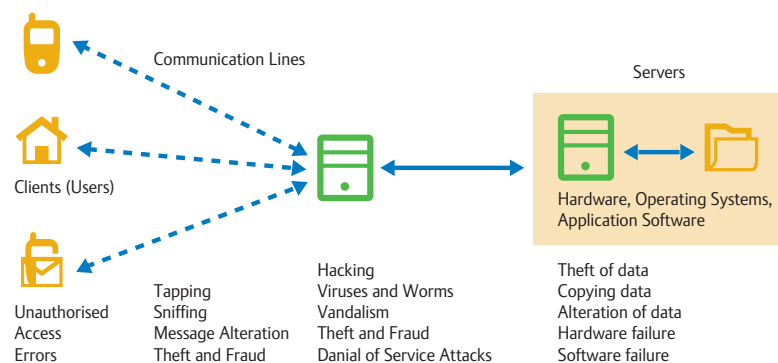 Communication Lines
Servers
Clients (Users)
Hardware, Operating Systems,
Application Software
Unauthorised
Access
Errors
Tapping
Sniffing
Message Alteration
Theft and Fraud
Hacking
Viruses and Worms
Vandalism
Theft and Fraud
Danial of Service Attacks
Theft of data
Copying data
Alteration of data
Hardware failure
Software failure